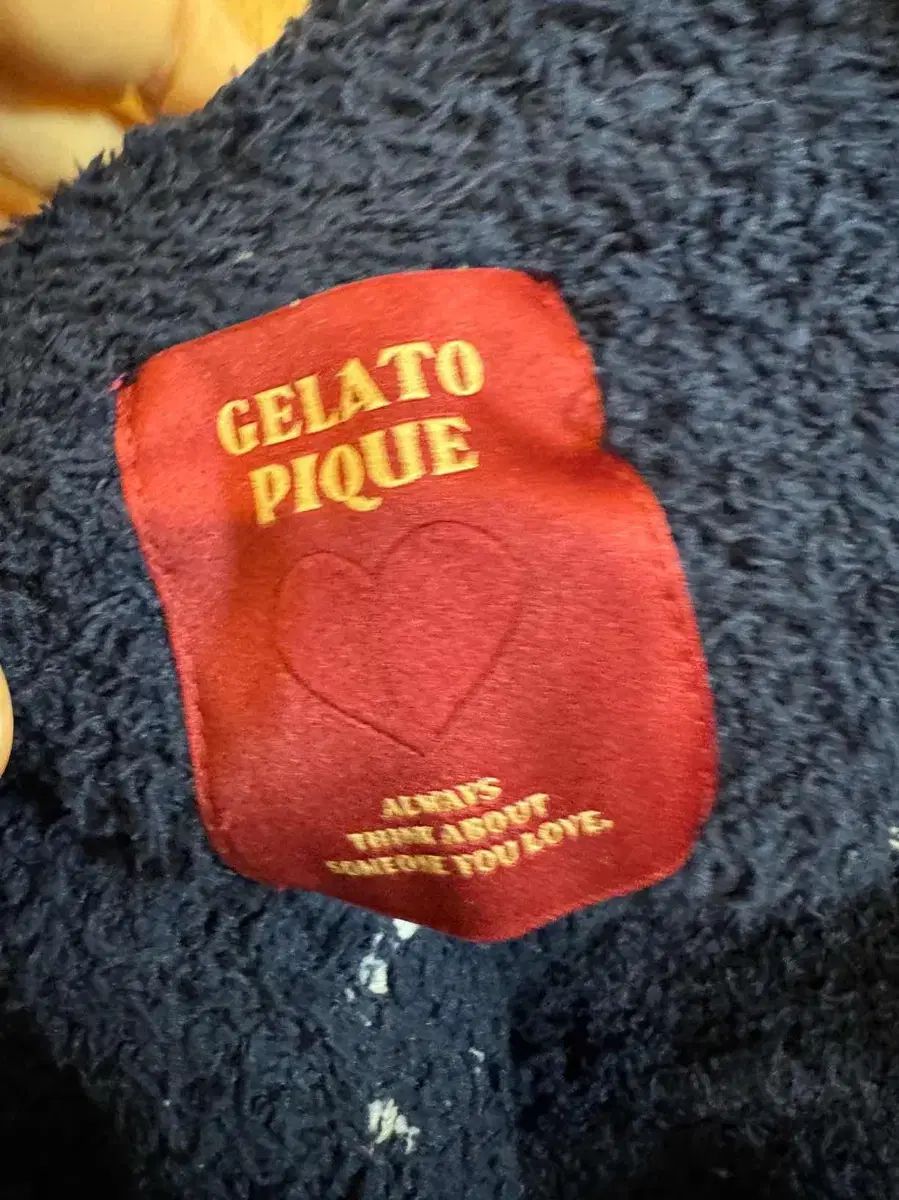 GELATO
PIQUE
ALWAYS
THINK ABOUT
SOMEONE YOU LOVE.